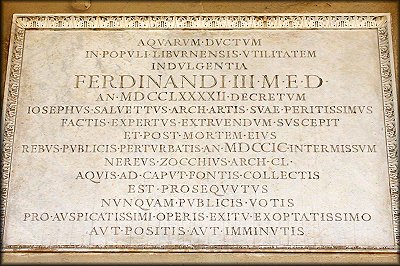 AQVARVM·DVCTVM
IN·POPVLI·LIBVRNENSIS·VTILITATEM
INDVLGENTIA
FERDINANDI·III·M·E·D·
AN·MDCCLXXXXII·DECRETVM
IOSEPHVS·SALVETTVS·ARCH·ARTIS·SVAE·PERITISSIMVS
FACTIS·EXPERTVS·EXTRVENDVM·SVSCEPIT
ET·POST·MORTEM·EIVS
REBVS·PVBLICIS·PERTVRBATIS·AN·MDCCIC·INTERMISSVM
NEREVS·ZOCCHIVS·ARCH·CL·
AQVIS·AD·CAPVT·FONTIS·COLLECTIS
EST·PROSEQVVTVS
NVNQVAM·PVBLICIS·VOTIS
PRO·AVSPICATISSIMI·OPERIS·EXITV·EXOPTATISSIMO
AVT·POSITIS·AVT·IMMINVTIS